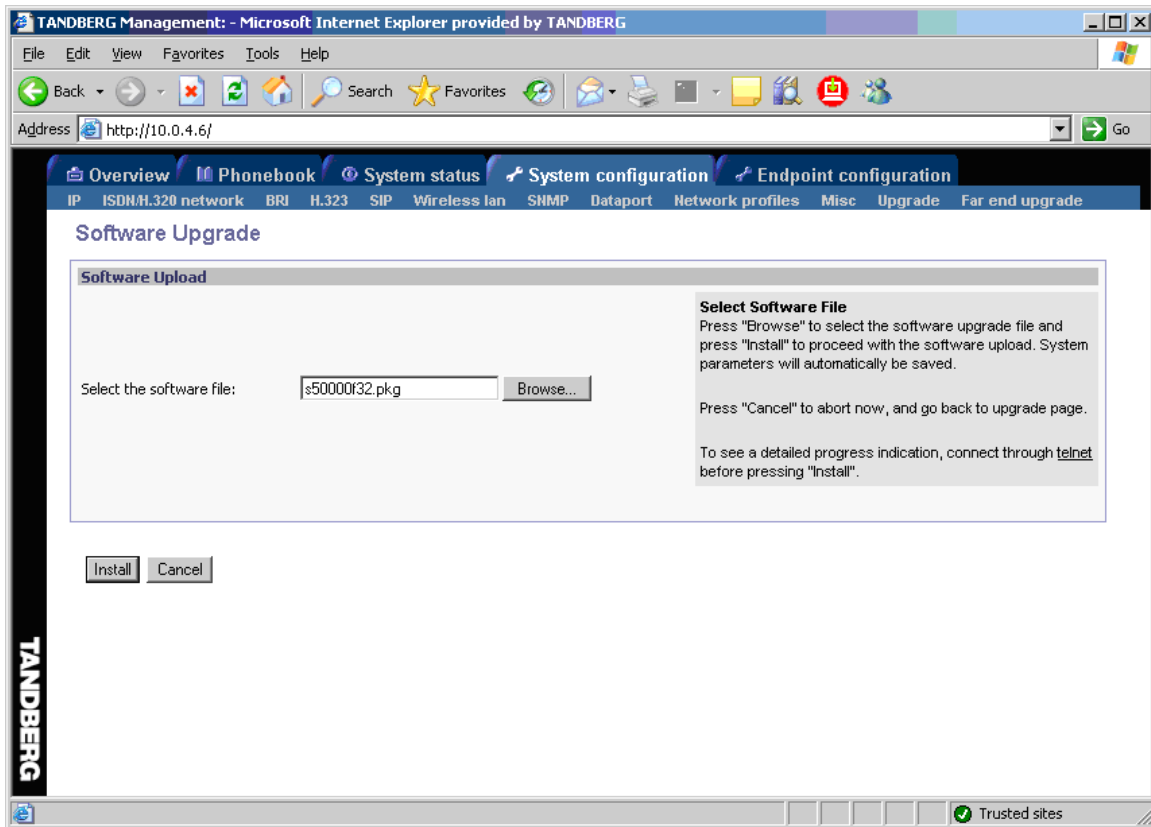 TANDBERG Management: - Microsoft Internet Explorer provided by TANDBERG
File Edit View Favorites Tools Help
Back Search Favorites
Address http://10.0.4.6/ Go
Overview Phonebook System status System configuration Endpoint configuration
IP ISDN/H.320 network BRI H.323 SIP Wireless lan SNMP Dataport Network profiles Misc Upgrade Far end upgrade
Software Upgrade
Software Upload
Select the software file: s50000f32.pkg Browse...
Select Software File
Press "Browse" to select the software upgrade file and
press "Install" to proceed with the software upload. System
parameters will automatically be saved.
Press "Cancel" to abort now, and go back to upgrade page.
To see a detailed progress indication, connect through telnet
before pressing "Install".
Install Cancel
TANDBERG
Trusted sites